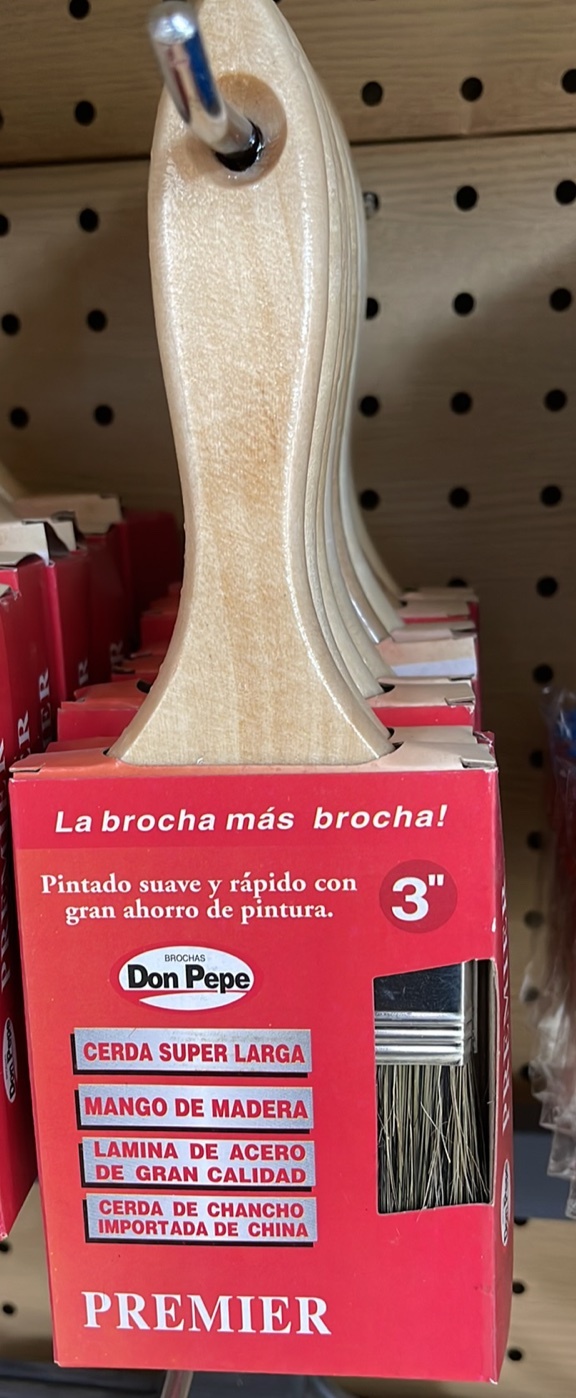 La brocha más brocha!
Pintado suave y rápido con
gran ahorro de pintura.
3"
BROCHAS
Don Pepe
CERDA SUPER LARGA
MANGO DE MADERA
LAMINA DE ACERO
DE GRAN CALIDAD
CERDA DE CHANCHO
IMPORTADA DE CHINA
PREMIER